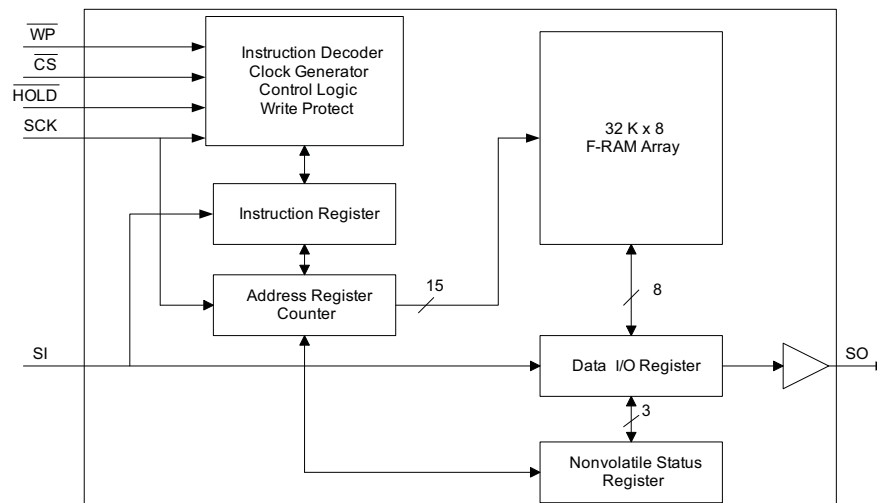 WP
CS
HOLD
SCK
Instruction Decoder
Clock Generator
Control Logic
Write Protect
32 K x 8
F-RAM Array
Instruction Register
Address Register
Counter
15
8
SI
Data I/O Register
SO
3
Nonvolatile Status
Register